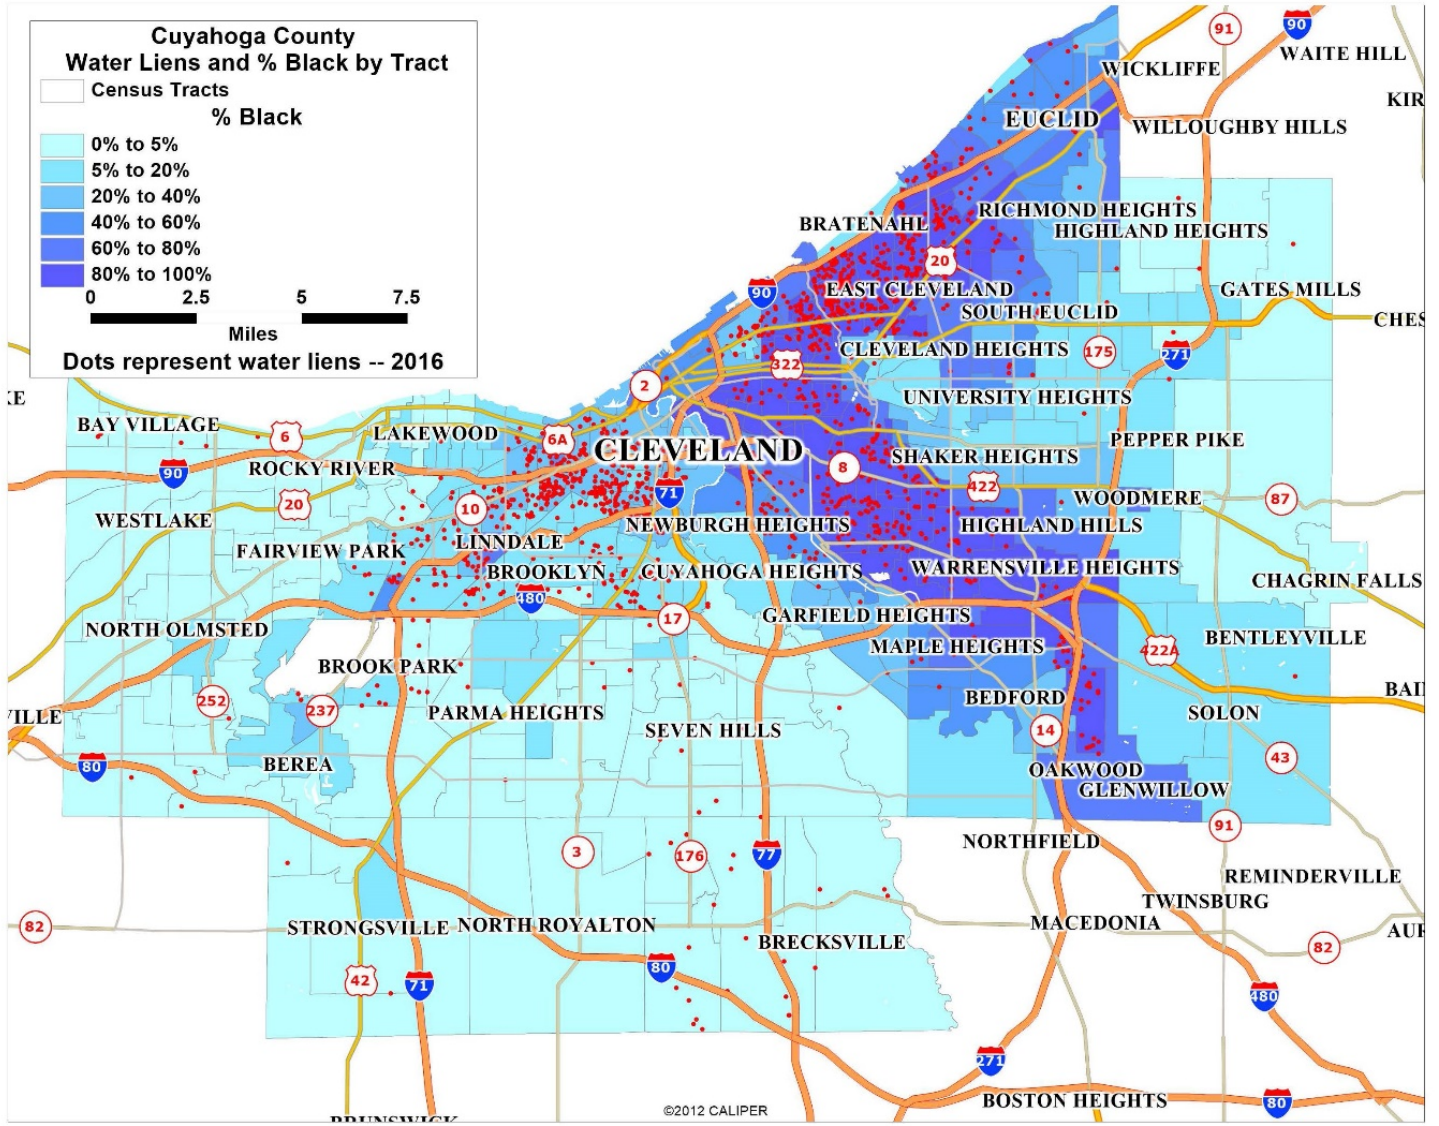 Cuyahoga County
Water Liens and % Black by Tract
Census Tracts
% Black
0% to 5%
5% to 20%
20% to 40%
40% to 60%
60% to 80%
80% to 100%
0 2.5 5 7.5
Miles
Dots represent water liens -- 2016
91
90
WAITE HILL
WICKLIFFE
KIR
EUCLID
WILLOUGHBY HILLS
RICHMOND HEIGHTS
BRATENAHL
HIGHLAND HEIGHTS
20
90
EAST CLEVELAND
GATES MILLS
SOUTH EUCLID
CHES
CLEVELAND HEIGHTS
175
271
322
2
KE
UNIVERSITY HEIGHTS
BAY VILLAGE
6
LAKEWOOD
6A
PEPPER PIKE
CLEVELAND
SHAKER HEIGHTS
90
ROCKY RIVER
8
422
71
WOODMERE
87
20
10
WESTLAKE
NEWBURGH HEIGHTS
HIGHLAND HILLS
LINNDALE
FAIRVIEW PARK
BROOKLYN
CUYAHOGA HEIGHTS
WARRENSVILLE HEIGHTS
CHAGRIN FALLS
480
17
GARFIELD HEIGHTS
NORTH OLMSTED
BENTLEYVILLE
MAPLE HEIGHTS
422A
BROOK PARK
BAI
252
237
BEDFORD
VILLE
PARMA HEIGHTS
SOLON
SEVEN HILLS
14
43
80
BEREA
OAKWOOD
GLENWILLOW
91
NORTHFIELD
3
176
77
REMINDERVILLE
TWINSBURG
82
STRONGSVILLE
NORTH ROYALTON
MACEDONIA
AUR
BRECKSVILLE
82
80
42
71
480
271
BOSTON HEIGHTS
80
©2012 CALIPER
BRUNSWICK